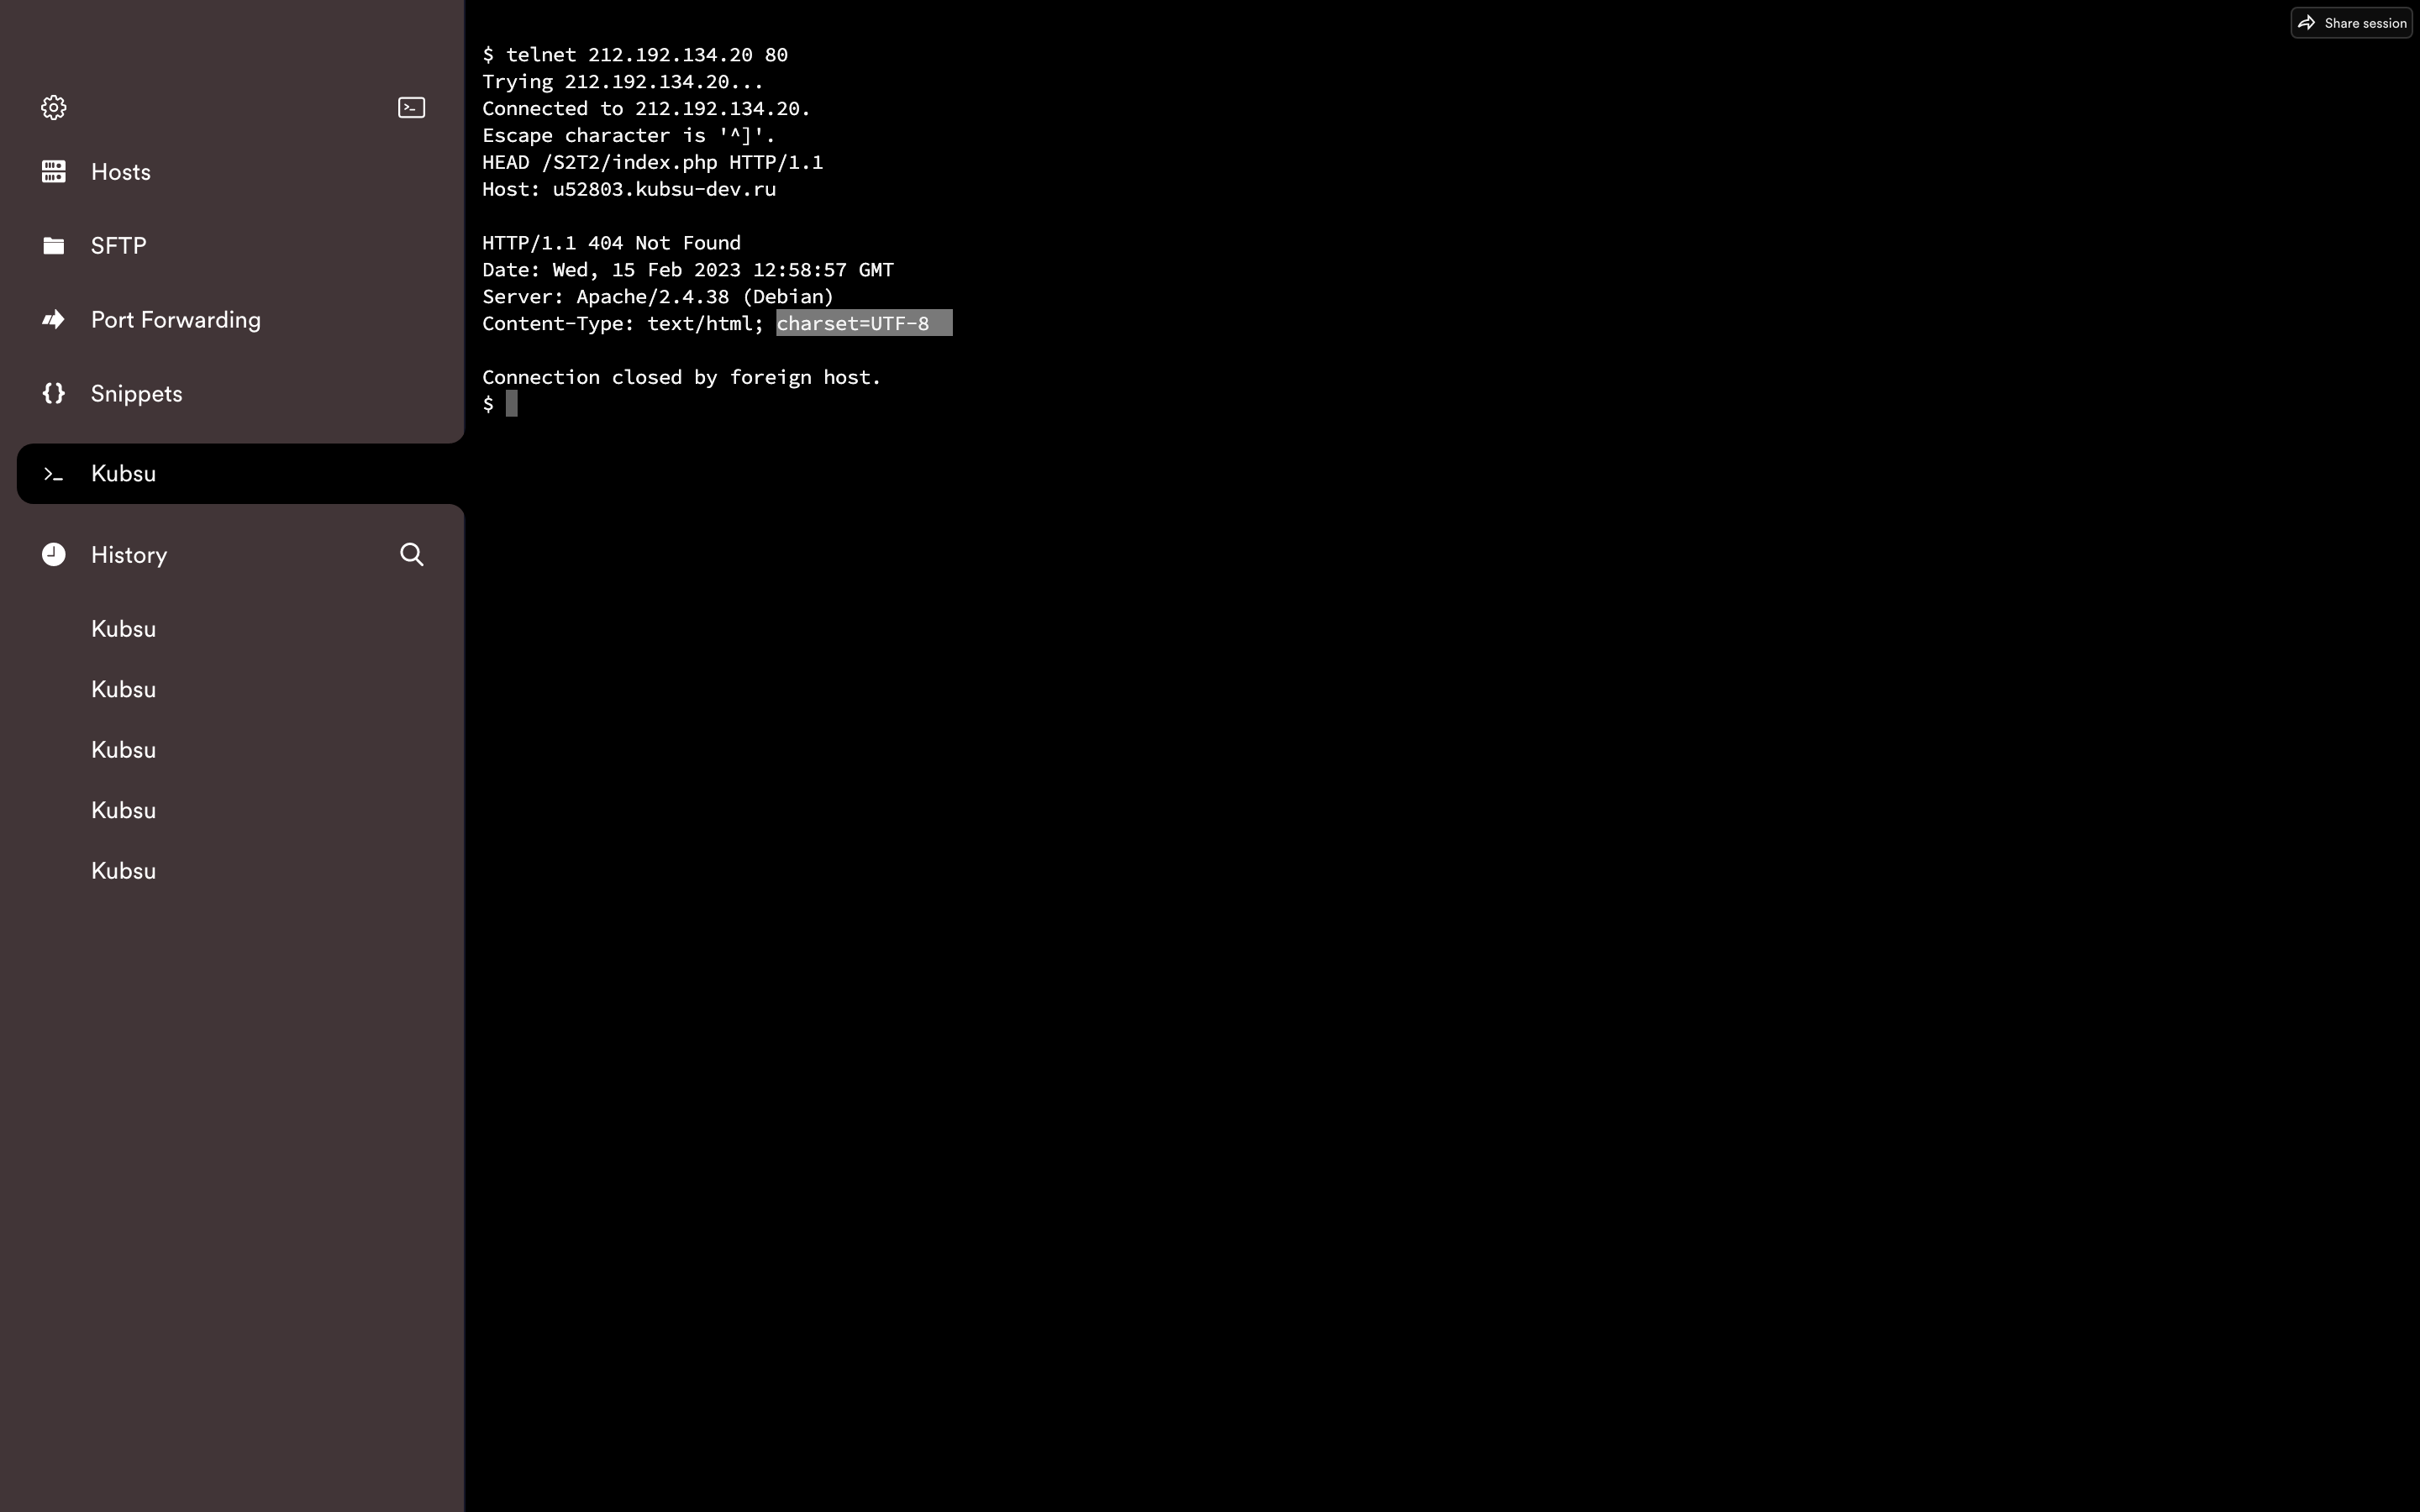 Share session
Hosts
SFTP
Port Forwarding
Snippets
Kubsu
History
Kubsu
Kubsu
Kubsu
Kubsu
Kubsu
$ telnet 212.192.134.20 80
Trying 212.192.134.20...
Connected to 212.192.134.20.
Escape character is '^]'.
HEAD /S2T2/index.php HTTP/1.1
Host: u52803.kubsu-dev.ru
HTTP/1.1 404 Not Found
Date: Wed, 15 Feb 2023 12:58:57 GMT
Server: Apache/2.4.38 (Debian)
Content-Type: text/html; charset=UTF-8
Connection closed by foreign host.
$